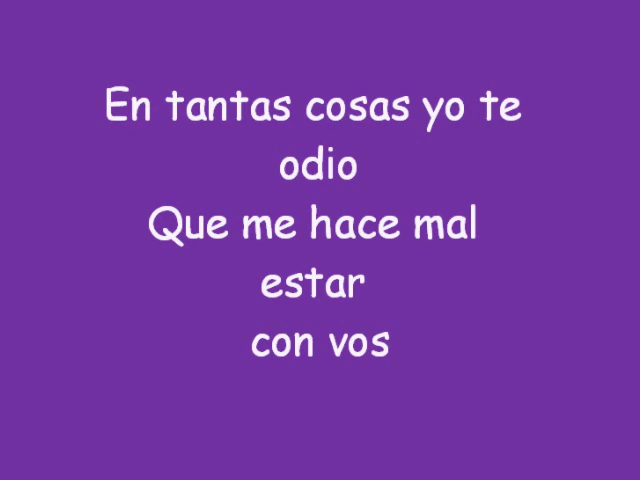 En tantas cosas yo te
odio
Que me hace mal
estar
con vos